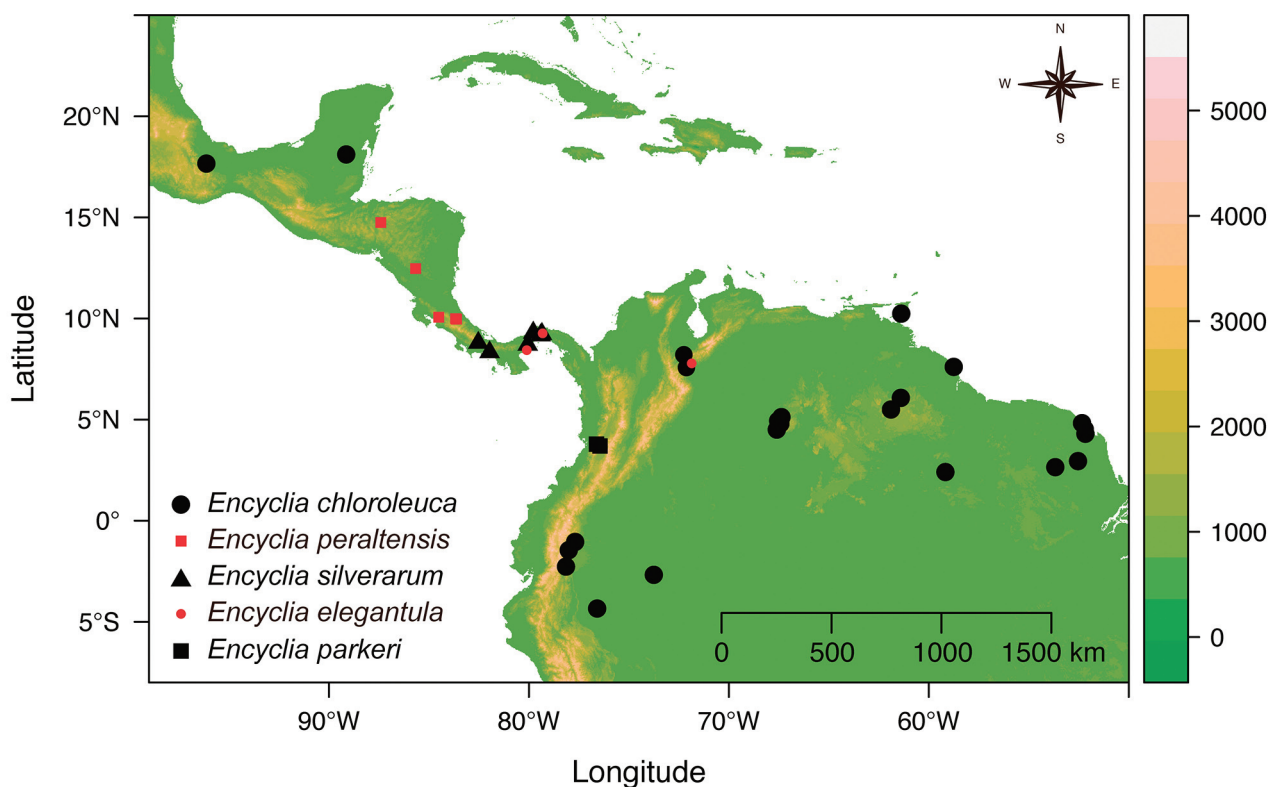 N
W E
S
20°N
15°N
10°N
5°N
0°
5°S
Latitude
Encyclia chloroleuca
Encyclia peraltensis
Encyclia silverarum
Encyclia elegantula
Encyclia parkeri
0 500 1000 1500 km
90°W 80°W 70°W 60°W
Longitude
5000
4000
3000
2000
1000
0